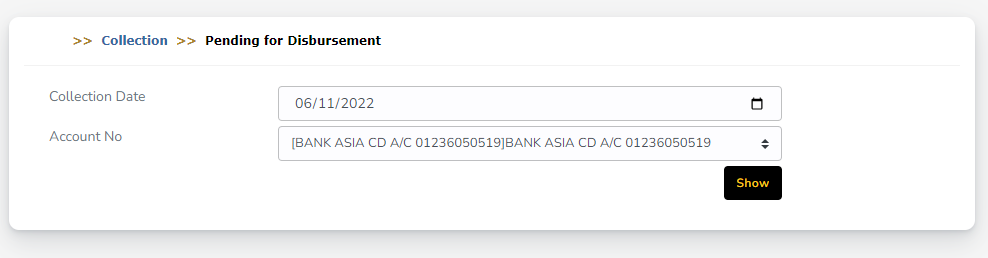 >> Collection >> Pending for Disbursement
Collection Date
06/11/2022
Account No
[BANK ASIA CD A/C 01236050519]BANK ASIA CD A/C 01236050519
Show